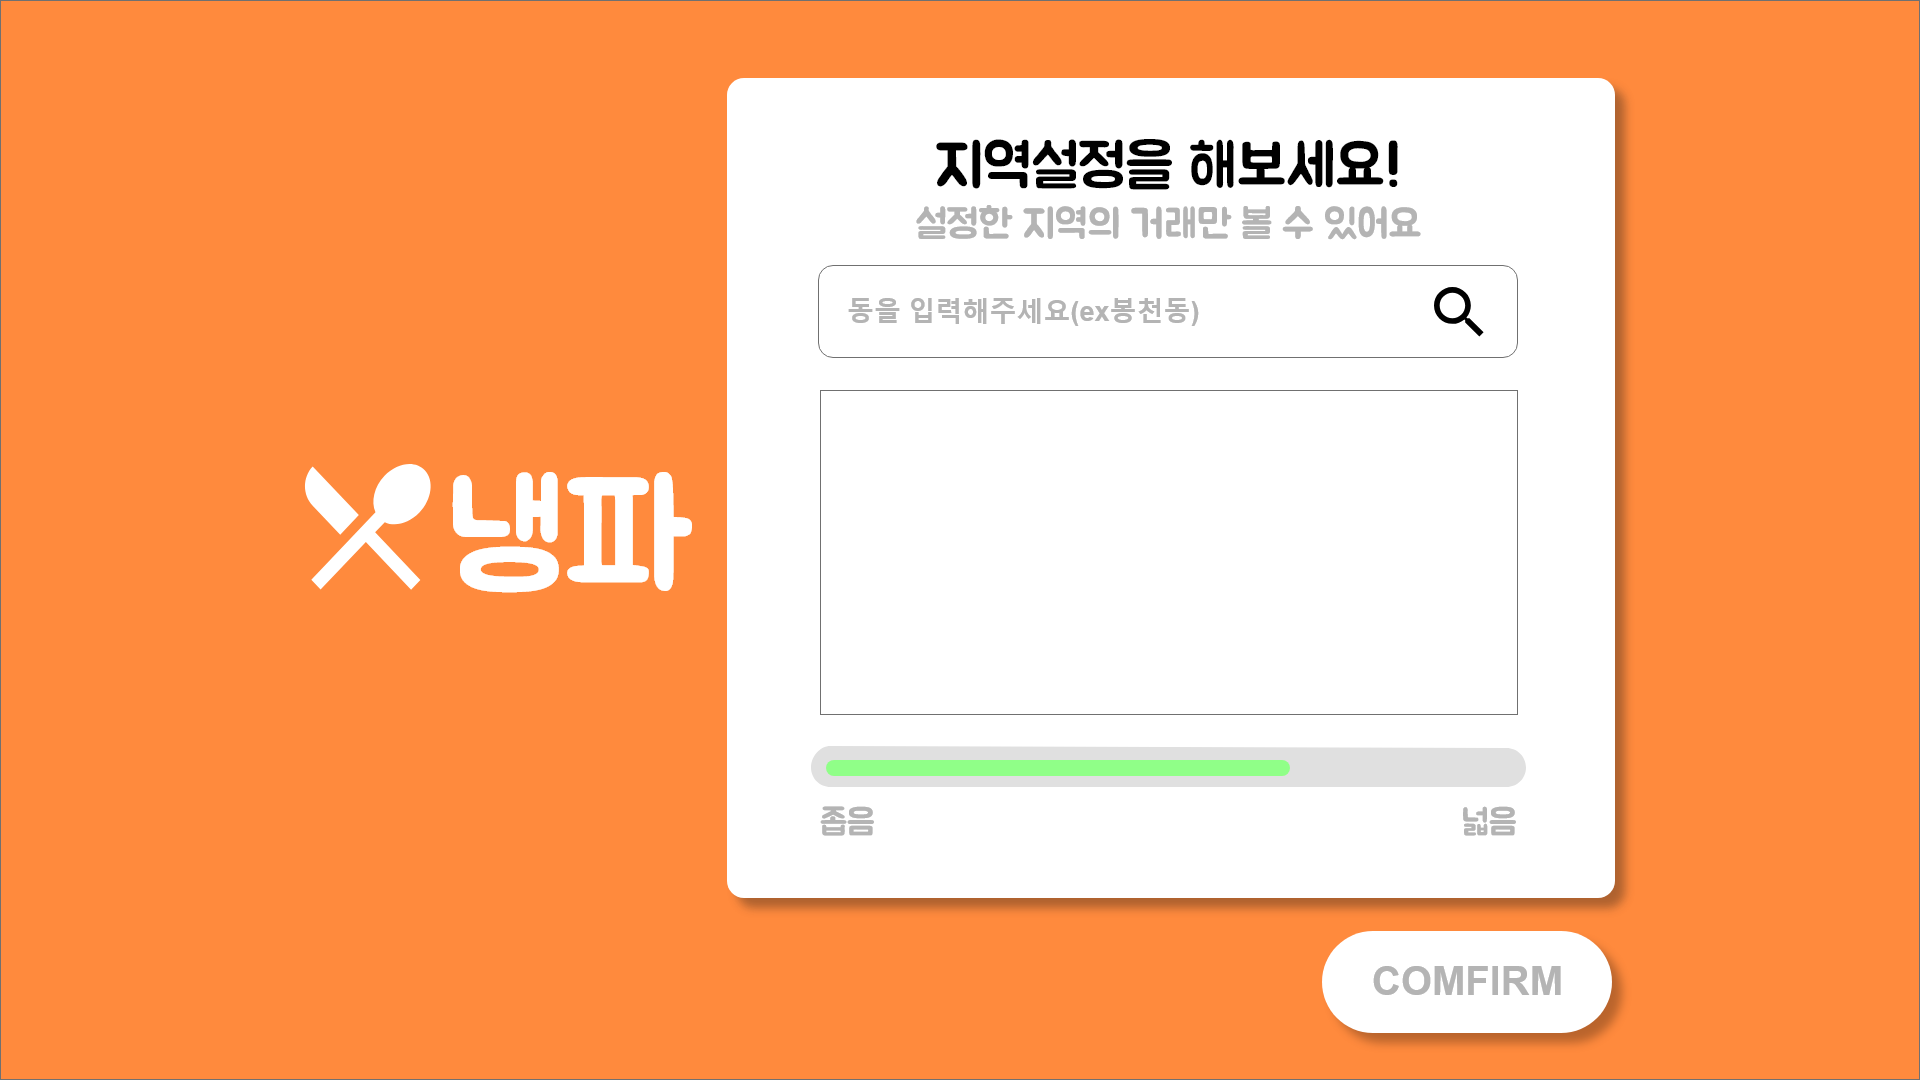 냉파
지역설정을 해보세요!
설정한 지역의 거래만 볼 수 있어요
동을 입력해주세요(ex봉천동)
좁음
넓음
COMFIRM